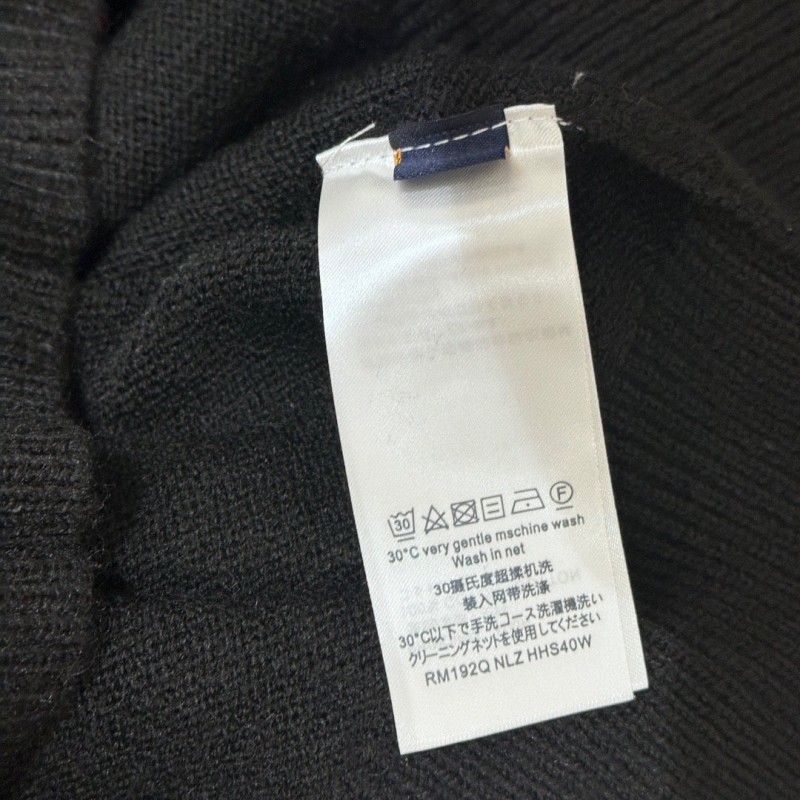 30
F
30°C very gentle mschine wash
Wash in net
30摄氏度超揉机洗
装入网带洗涤
30°C以下で手洗コース洗濯機洗い
クリーニングネットを使用してください
RM192Q NLZ HHS40W